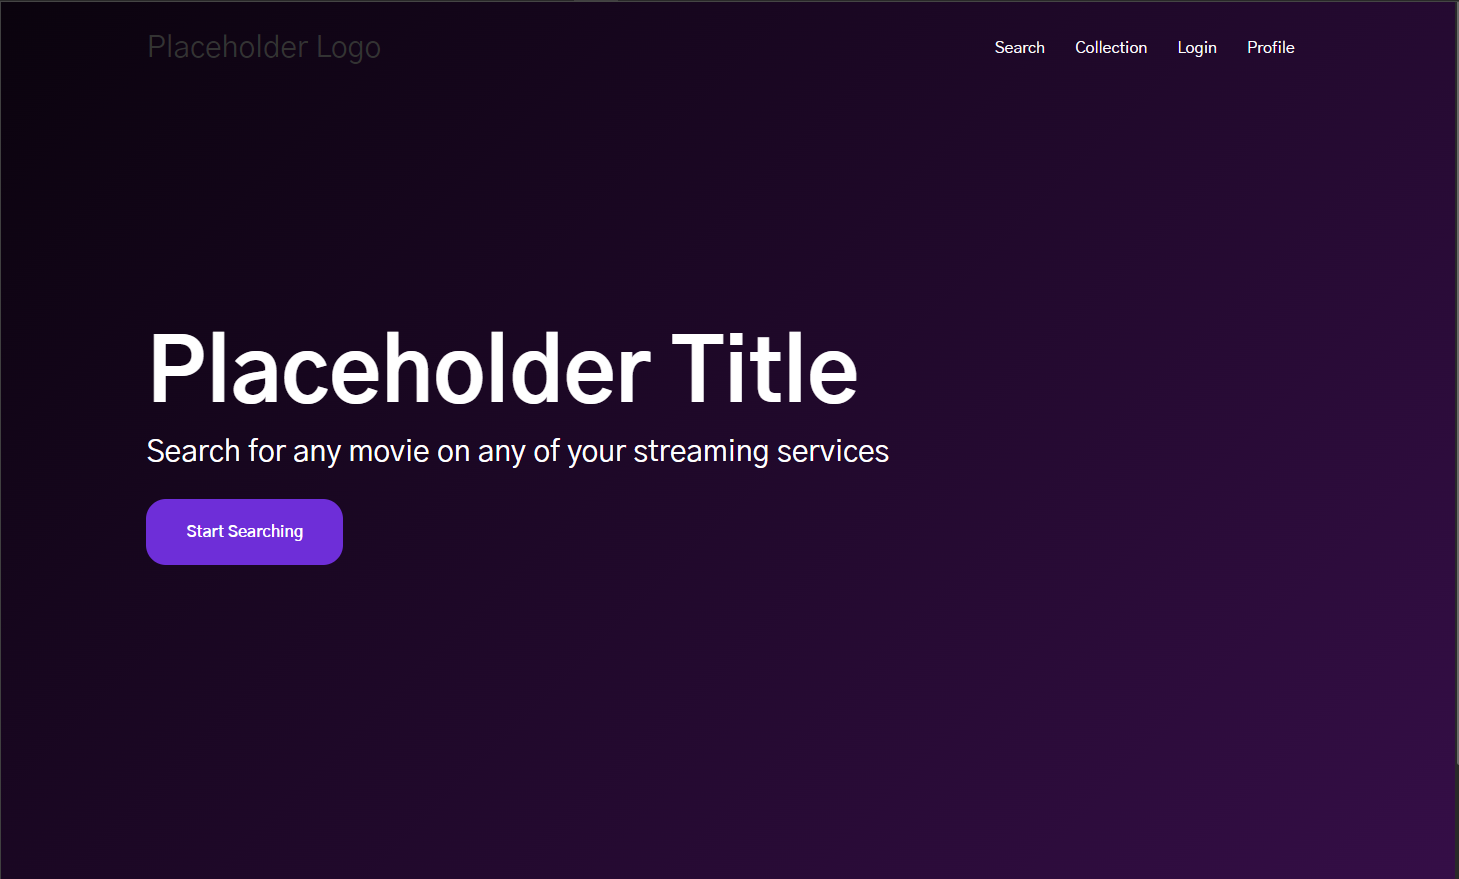 Placeholder Logo
Search Collection Login Profile
Placeholder Title
Search for any movie on any of your streaming services
Start Searching